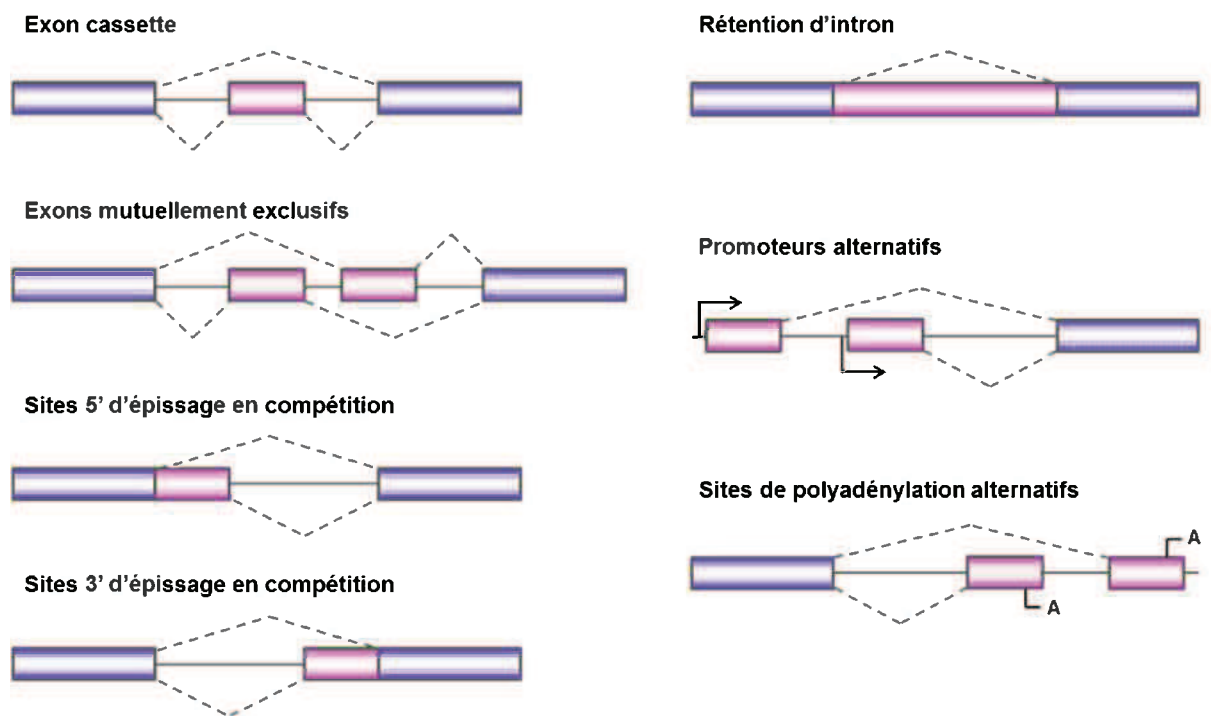 Exon cassette
Exons mutuellement exclusifs
Sites 5’ d’épissage en compétition
Sites 3’ d’épissage en compétition
Rétention d’intron
Promoteurs alternatifs
Sites de polyadénylation alternatifs
A
A